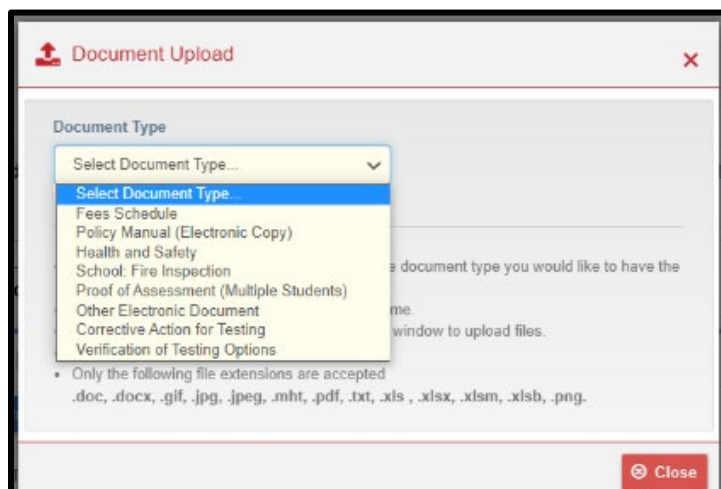 Document Upload
Document Type
Select Document Type...
Select Document Type...
Fees Schedule
Policy Manual (Electronic Copy)
Health and Safety
School: Fire Inspection
Proof of Assessment (Multiple Students)
Other Electronic Document
Corrective Action for Testing
Verification of Testing Options
document type you would like to have the
window to upload files.
• Only the following file extensions are accepted
.doc, .docx, .gif, .jpg, .jpeg, .mht, .pdf, .txt, .xls , .xlsx, .xlsm, .xlsb, .png.
Close